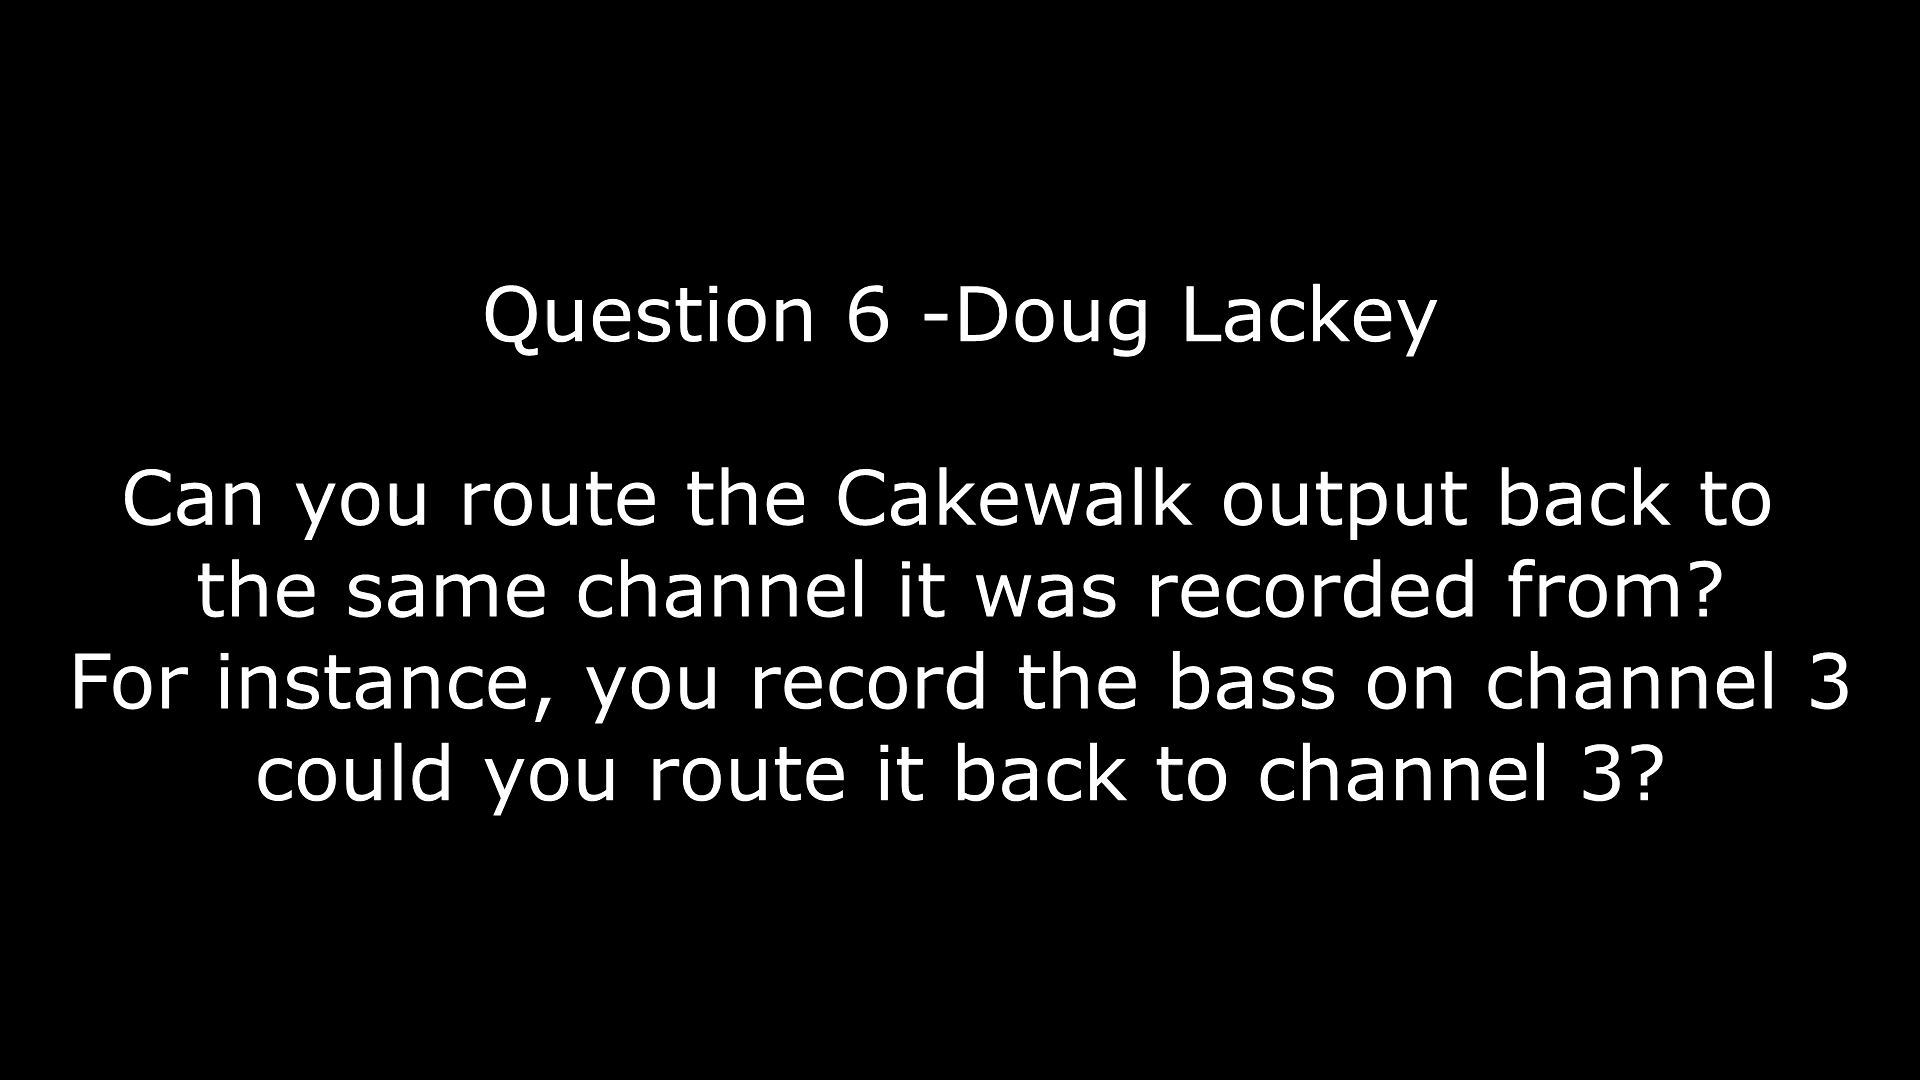 Question 6 -Doug Lackey
Can you route the Cakewalk output back to
the same channel it was recorded from?
For instance, you record the bass on channel 3
could you route it back to channel 3?